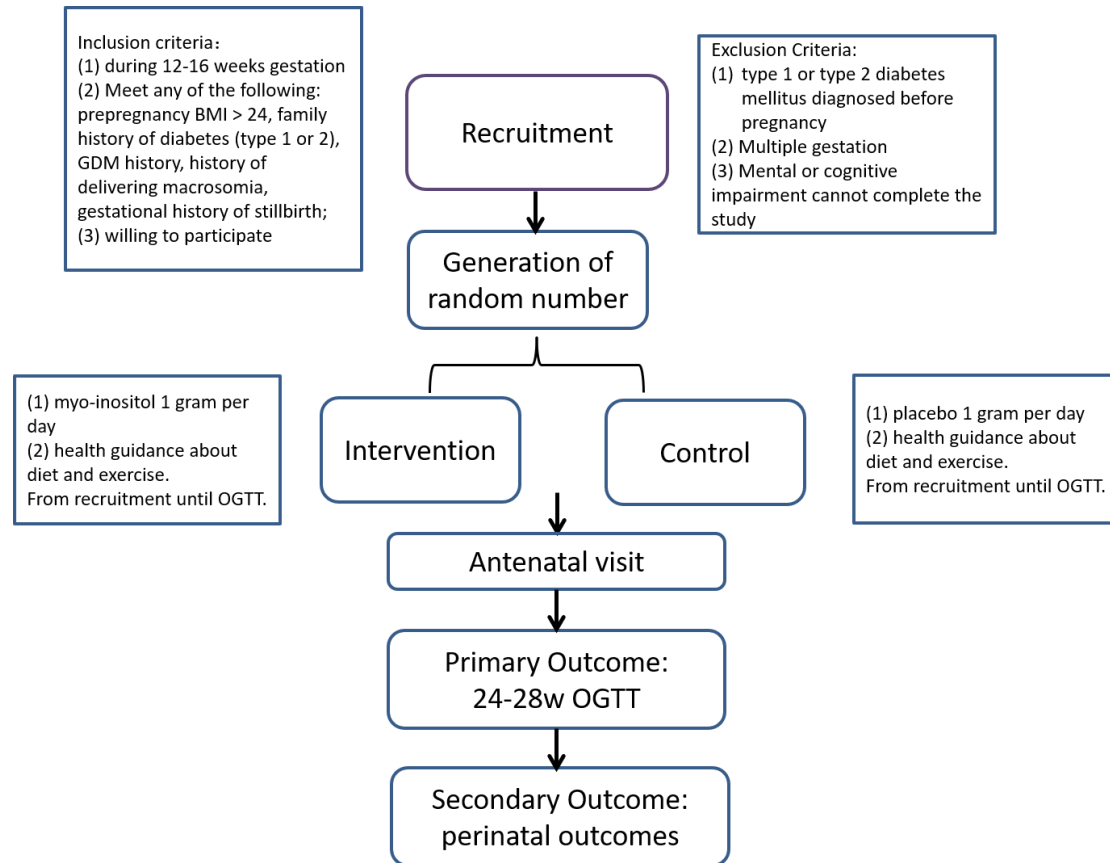 Inclusion criteria：
(1) during 12-16 weeks gestation
(2) Meet any of the following:
prepregnancy BMI > 24, family
history of diabetes (type 1 or 2),
GDM history, history of
delivering macrosomia,
gestational history of stillbirth;
(3) willing to participate
Recruitment
Exclusion Criteria:
(1) type 1 or type 2 diabetes
mellitus diagnosed before
pregnancy
(2) Multiple gestation
(3) Mental or cognitive
impairment cannot complete the
study
Generation of
random number
(1) myo-inositol 1 gram per
day
(2) health guidance about
diet and exercise.
From recruitment until OGTT.
Intervention
Control
(1) placebo 1 gram per day
(2) health guidance about
diet and exercise.
From recruitment until OGTT.
Antenatal visit
Primary Outcome:
24-28w OGTT
Secondary Outcome:
perinatal outcomes